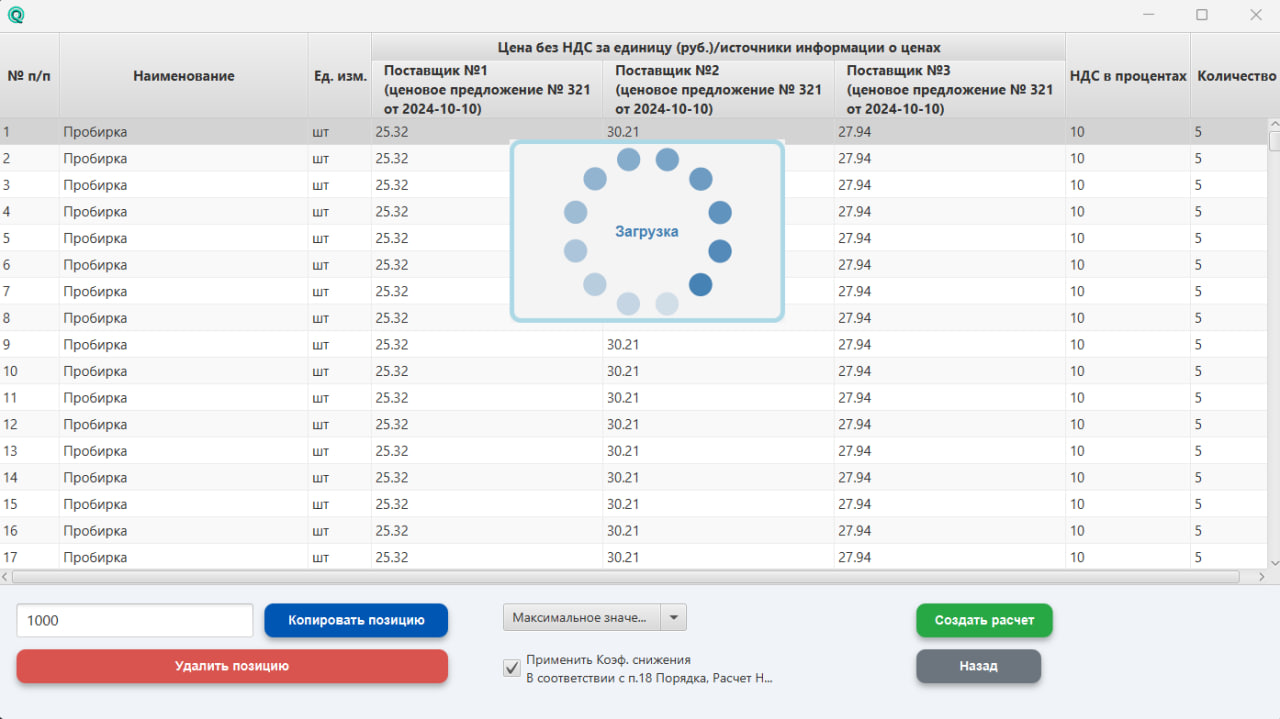 Цена без НДС за единицу (руб.)/источники информации о ценах
№ п/п Наименование Ед. изм. НДС в процентах Количество
Поставщик №1 Поставщик №2 Поставщик №3
(ценовое предложение № 321 (ценовое предложение № 321 (ценовое предложение № 321
от 2024-10-10) от 2024-10-10) от 2024-10-10)
1 Пробирка шт 25.32 30.21 27.94 10 5
2 Пробирка шт 25.32 27.94 10 5
3 Пробирка шт 25.32 27.94 10 5
4 Пробирка шт 25.32 27.94 10 5
5 Пробирка шт 25.32 27.94 10 5
Загрузка
6 Пробирка шт 25.32 27.94 10 5
7 Пробирка шт 25.32 27.94 10 5
8 Пробирка шт 25.32 27.94 10 5
9 Пробирка шт 25.32 30.21 27.94 10 5
10 Пробирка шт 25.32 30.21 27.94 10 5
11 Пробирка шт 25.32 30.21 27.94 10 5
12 Пробирка шт 25.32 30.21 27.94 10 5
13 Пробирка шт 25.32 30.21 27.94 10 5
14 Пробирка шт 25.32 30.21 27.94 10 5
15 Пробирка шт 25.32 30.21 27.94 10 5
16 Пробирка шт 25.32 30.21 27.94 10 5
17 Пробирка шт 25.32 30.21 27.94 10 5
1000 Копировать позицию Максимальное значе... Создать расчет
Удалить позицию Применить Коэф. снижения Назад
В соответствии с п.18 Порядка, Расчет Н...